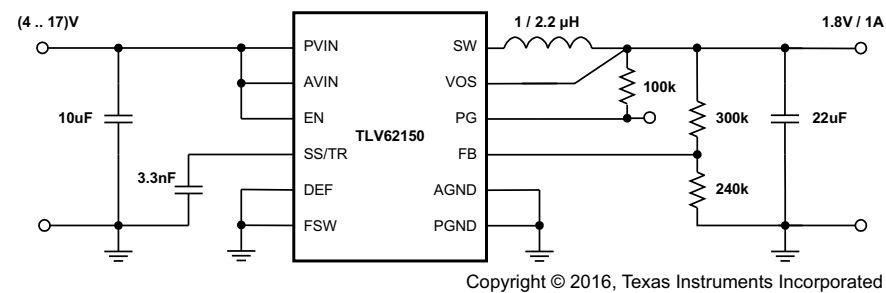 (4 .. 17)V
1 / 2.2 µH
1.8V / 1A
PVIN
SW
AVIN
VOS
100k
10uF
EN
PG
300k
22uF
TLV62150
SS/TR
FB
3.3nF
DEF
AGND
240k
FSW
PGND
Copyright © 2016, Texas Instruments Incorporated